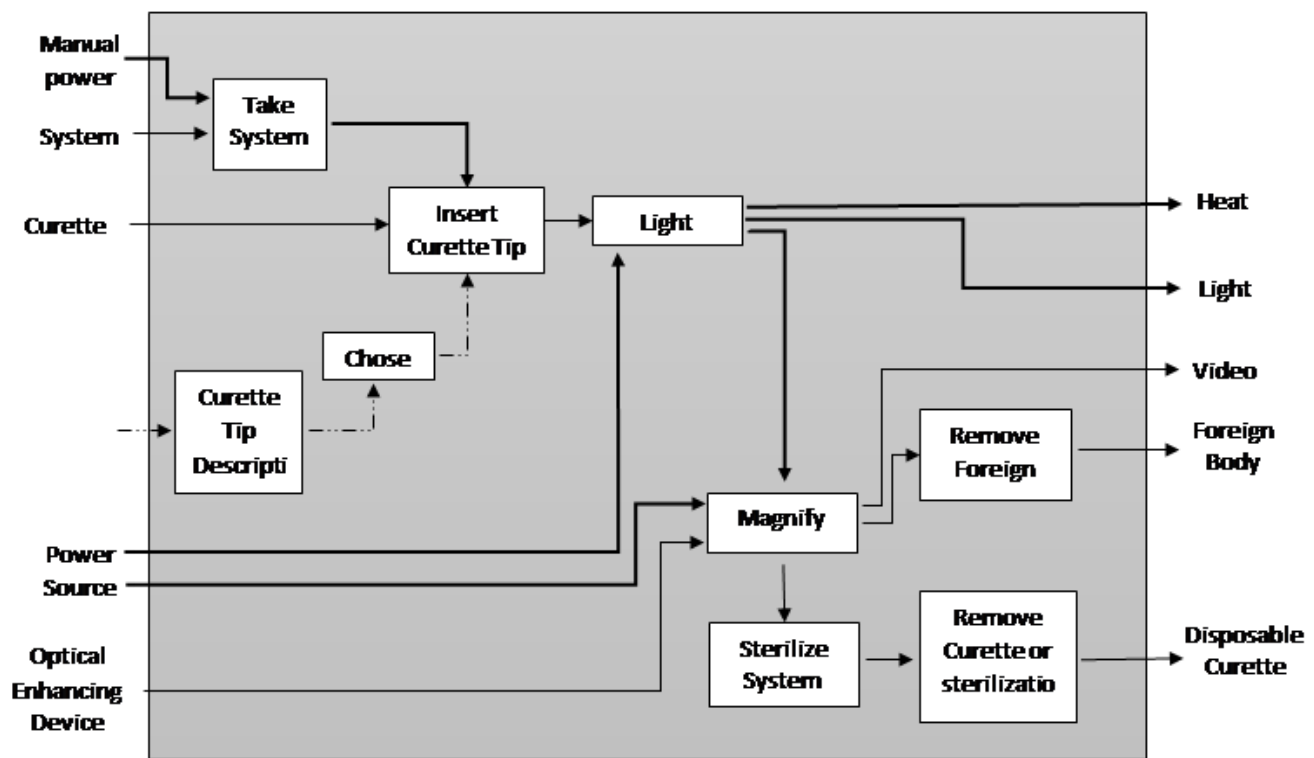 Manual
power
System
Curette
Power
Source
Optical
Enhancing
Device
Take
System
Insert
Curette Tip
Light
Chose
Curette
Tip
Descripti
Magnify
Remove
Foreign
Sterilize
System
Remove
Curette or
sterilizatio
Heat
Light
Video
Foreign
Body
Disposable
Curette